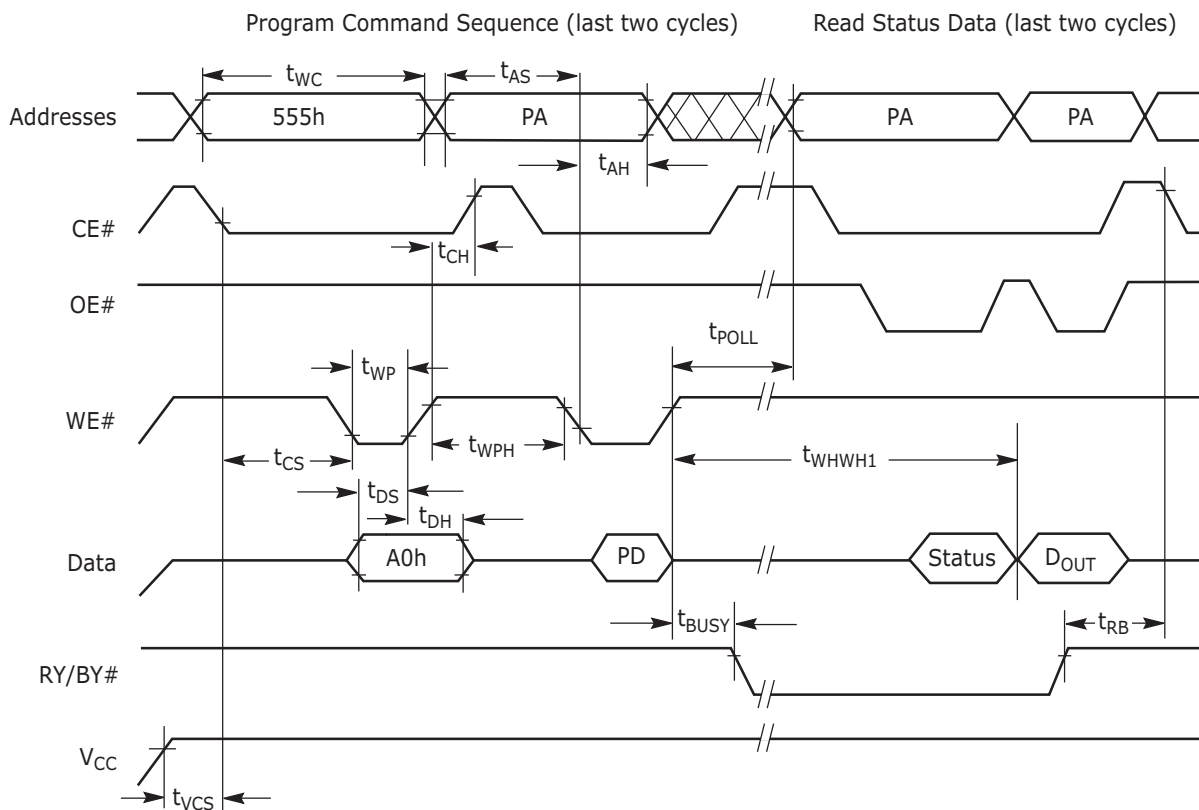 Program Command Sequence (last two cycles) Read Status Data (last two cycles)
tWC tAS
Addresses 555h PA PA PA
tAH
CE#
tCH
OE#
tPOLL
tWP
WE#
tWPH tWHWH1
tCS
tDS
tDH
Data A0h PD Status DOUT
tBUSY tRB
RY/BY#
VCC
tVCS